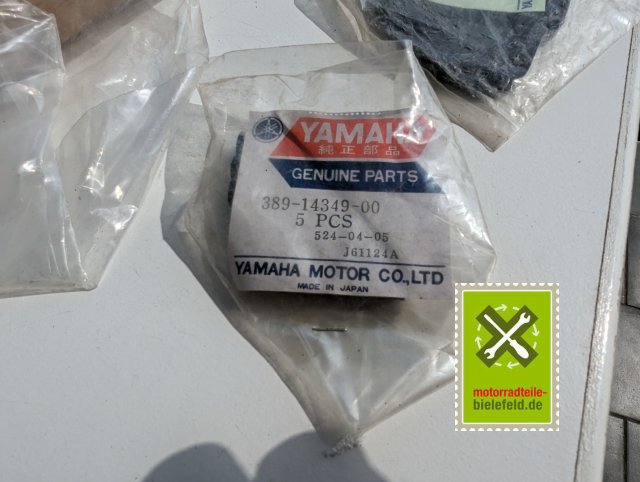 YAMAHA
純正部品
GENUINE PARTS
389-14349-00
5 PCS
524-04-05
J61124A
YAMAHA MOTOR CO.,LTD
MADE IN JAPAN
motorradteile-
bielefeld.de